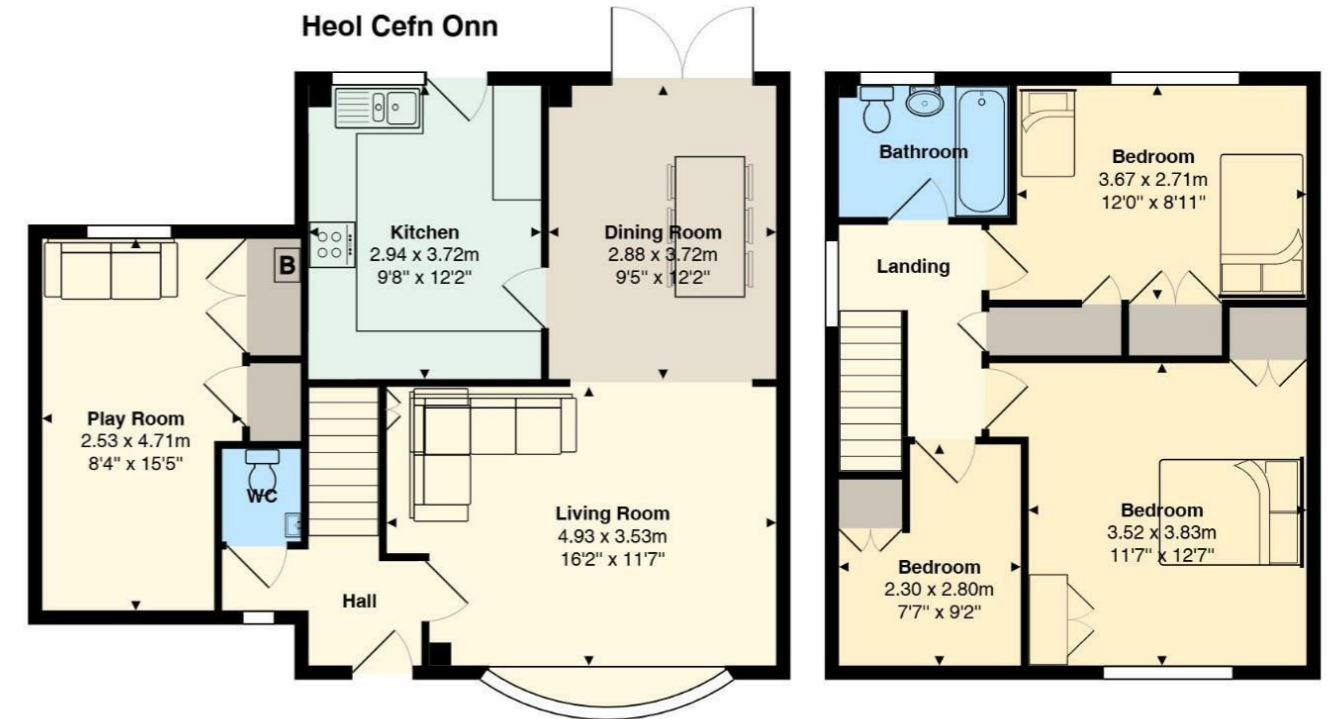 Heol Cefn Onn
Kitchen
2.94 x 3.72m
9'8" x 12'2"
Dining Room
2.88 x 3.72m
9'5" x 12'2"
B
Play Room
2.53 x 4.71m
8'4" x 15'5"
WC
Living Room
4.93 x 3.53m
16'2" x 11'7"
Hall
Bathroom
Bedroom
3.67 x 2.71m
12'0" x 8'11"
Landing
Bedroom
3.52 x 3.83m
11'7" x 12'7"
Bedroom
2.30 x 2.80m
7'7" x 9'2"